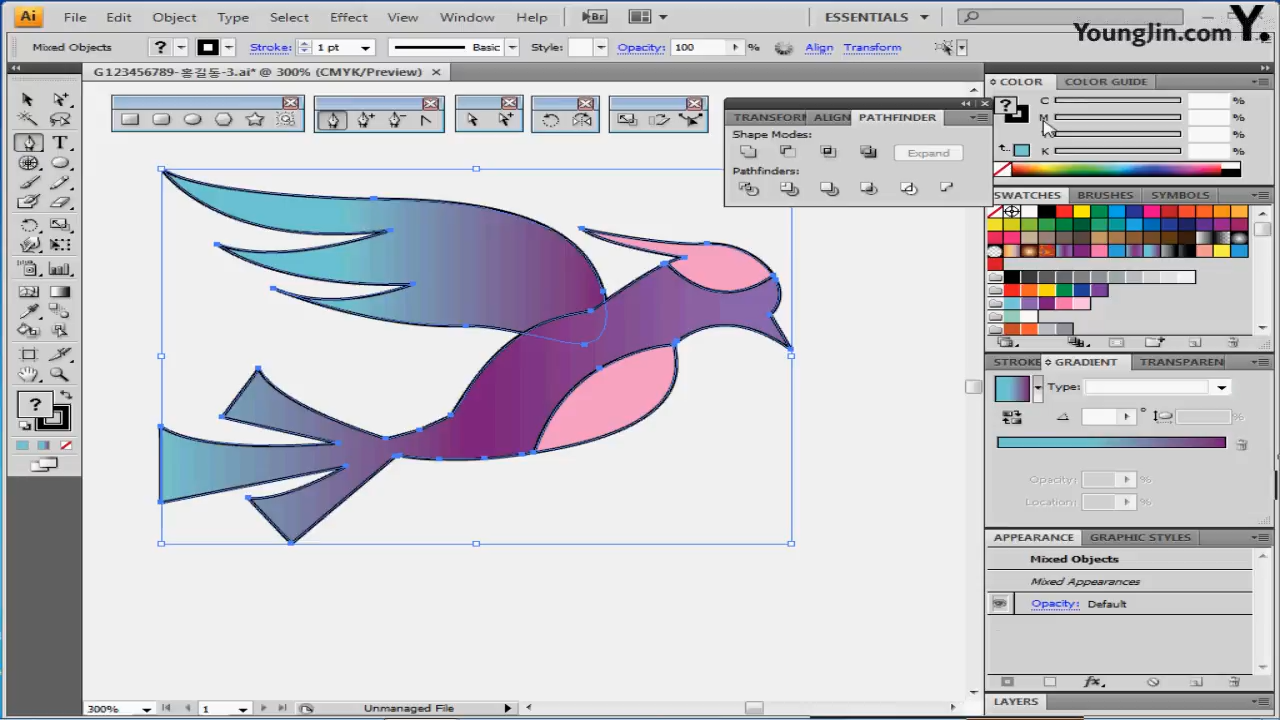 Ai File Edit Object Type Select Effect View Window Help Br ESSENTIALS
YoungJin.com Y.
Mixed Objects ? Stroke: 1 pt Basic Style: Opacity: 100 % Align Transform
G123456789-홍길동-3.ai* @ 300% (CMYK/Preview)
COLOR COLOR GUIDE
? C %
M %
%
K %
TRANSFORM ALIGN PATHFINDER
Shape Modes:
Expand
Pathfinders:
SWATCHES BRUSHES SYMBOLS
STROKE GRADIENT TRANSPAREN
Type:
°
%
Opacity: %
Location: %
?
APPEARANCE GRAPHIC STYLES
Mixed Objects
Mixed Appearances
Opacity: Default
fx
LAYERS
300% 1 Unmanaged File